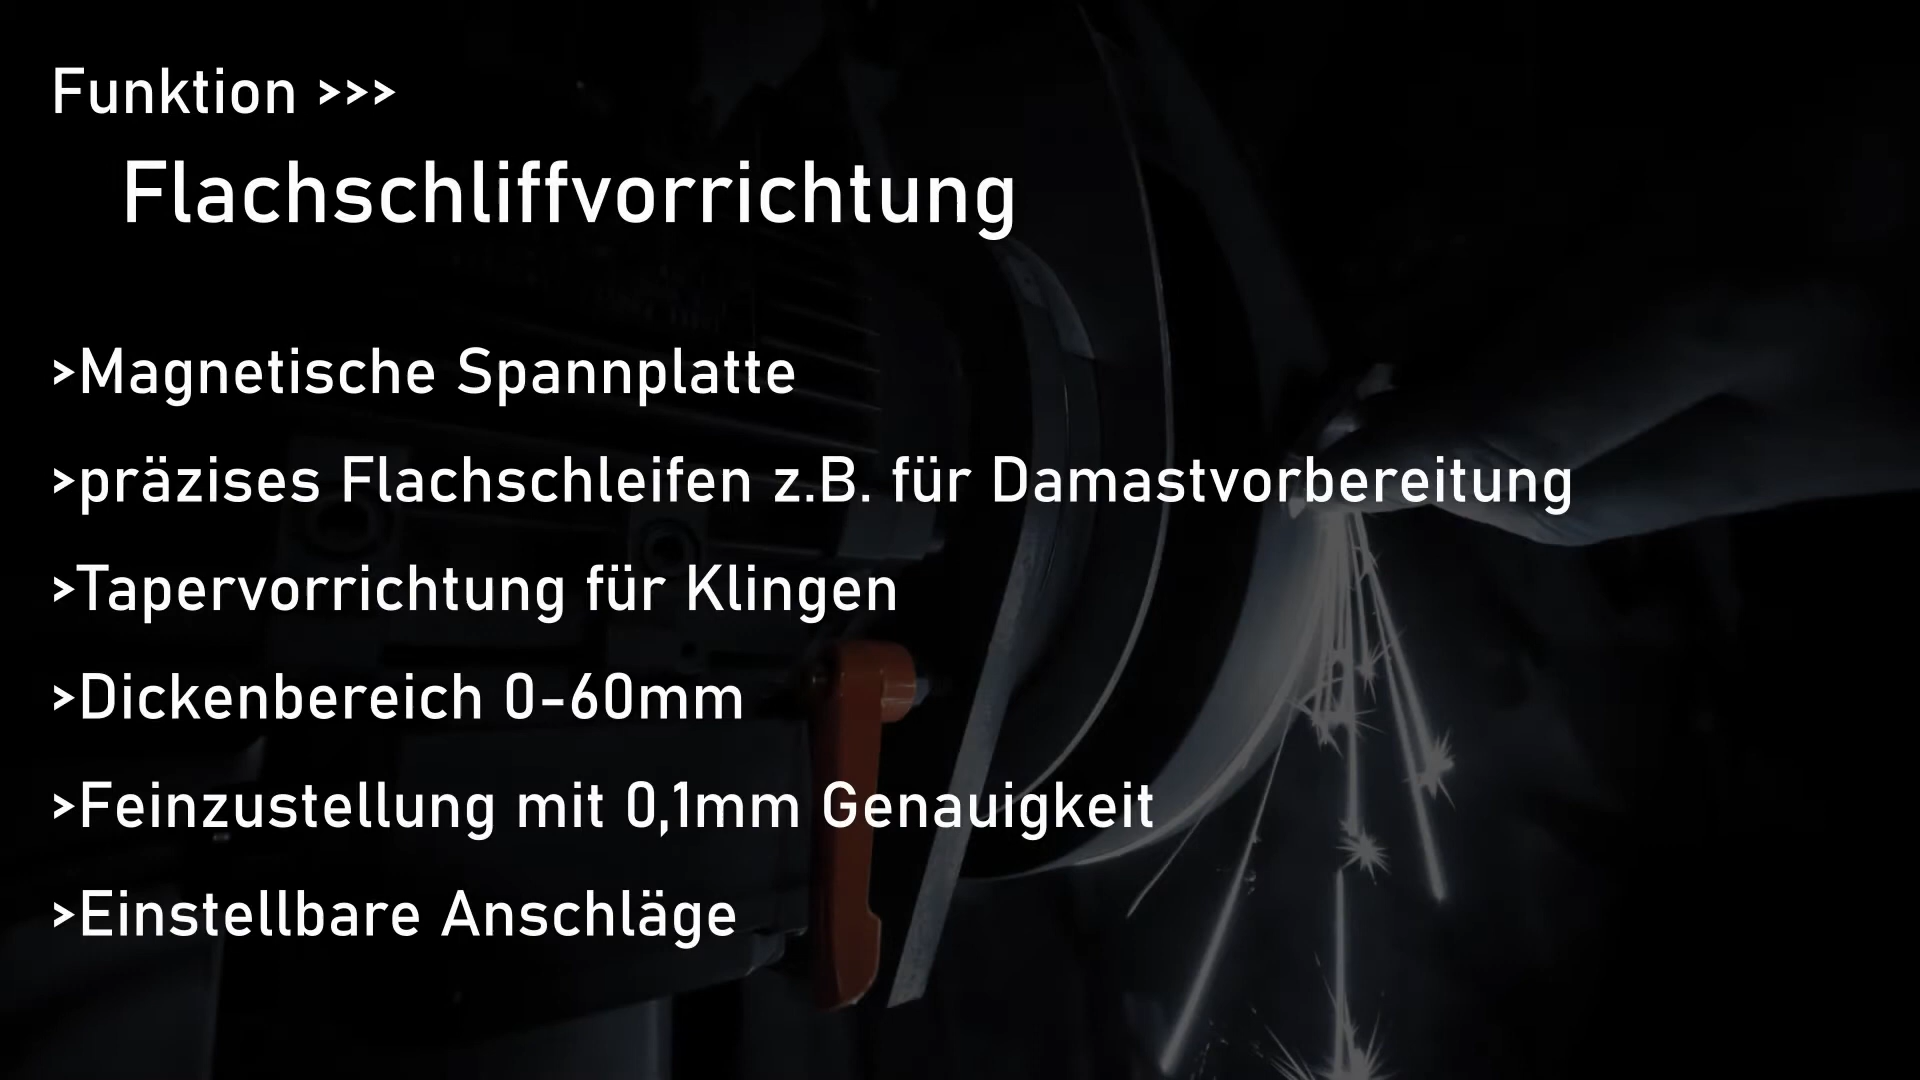 Funktion >>>
Flachschliffvorrichtung
>Magnetische Spannplatte
>präzises Flachschleifen z.B. für Damastvorbereitung
>Tapervorrichtung für Klingen
>Dickenbereich 0-60mm
>Feinzustellung mit 0,1mm Genauigkeit
>Einstellbare Anschläge